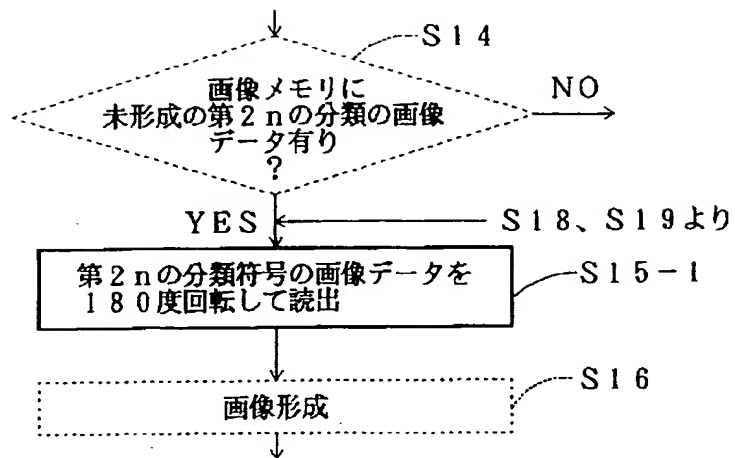 S14
画像メモリに
未形成の第2nの分類の画像
データ有り
?
NO
YES
S18、S19より
第2nの分類符号の画像データを
180度回転して読出
S15-1
画像形成
S16